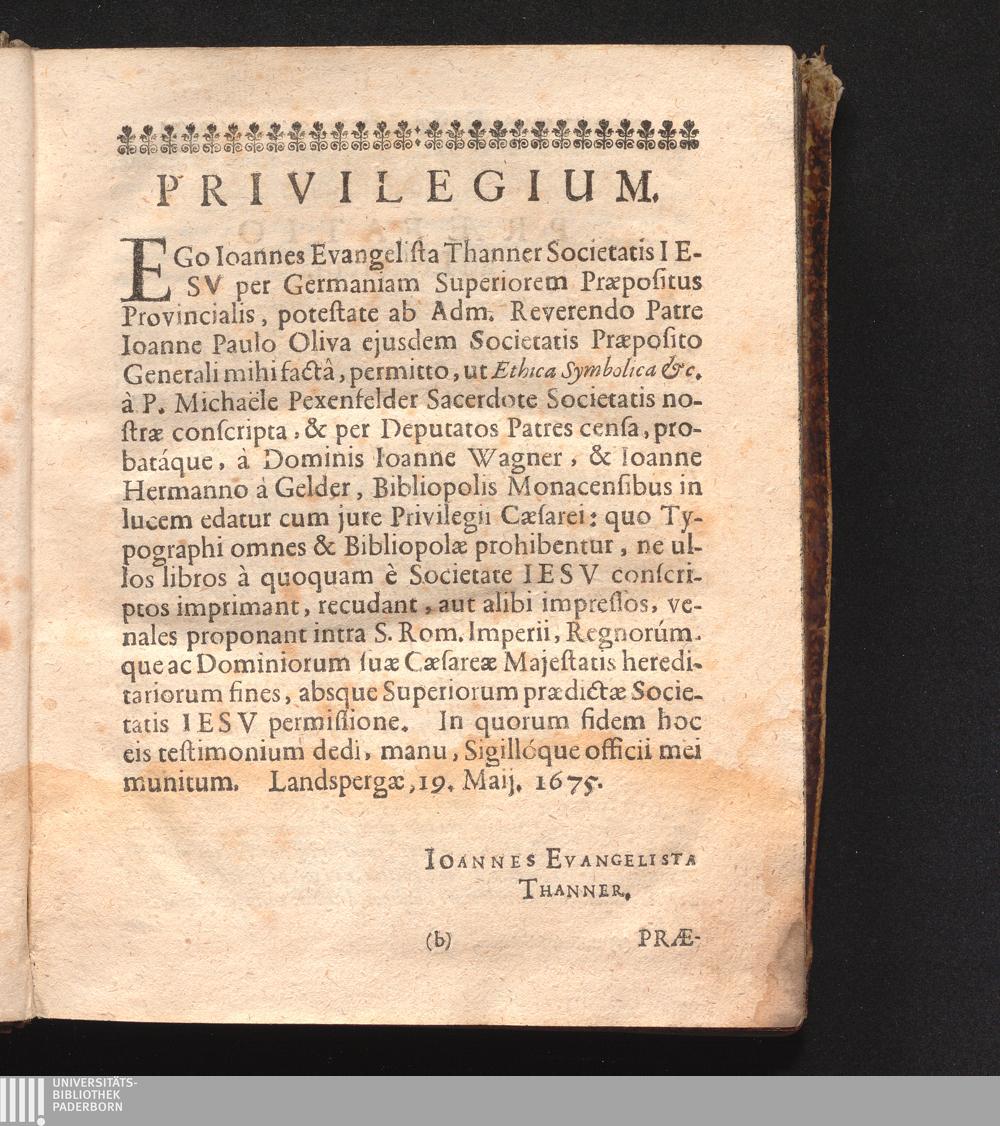 PRIVILEGIUM.
EGo Ioannes Evangelista Thanner Societatis IE-
SV per Germaniam Superiorem Præpoſitus
Provincialis, poteſtate ab Adm. Reverendo Patre
Ioanne Paulo Oliva ejusdem Societatis Præpoſito
Generali mihi factâ, permitto, ut Ethica Symbolica &c.
à P. Michaële Pexenfelder Sacerdote Societatis no-
ſtræ conſcripta, & per Deputatos Patres cenſa, pro-
batáque, à Dominis Ioanne Wagner, & Ioanne
Hermanno á Gelder, Bibliopolis Monacenſibus in
lucem edatur cum jure Privilegii Cæſarei: quo Ty-
pographi omnes & Bibliopolæ prohibentur, ne ul-
los libros à quoquam è Societate IESV conſcri-
ptos imprimant, recudant, aut alibi impreſſos, ve-
nales proponant intra S. Rom. Imperii, Regnorúm-
que ac Dominiorum ſuæ Cæſareæ Majeſtatis heredi-
tariorum fines, absque Superiorum prædictæ Socie-
tatis IESV permiſſione. In quorum fidem hoc
eis teſtimonium dedi, manu, Sigillóque officii mei
munitum. Landspergæ, 19. Maij. 1675.
IOANNES EVANGELISTA
THANNER.
(b) PRÆ-
UNIVERSITÄTS-
BIBLIOTHEK
PADERBORN